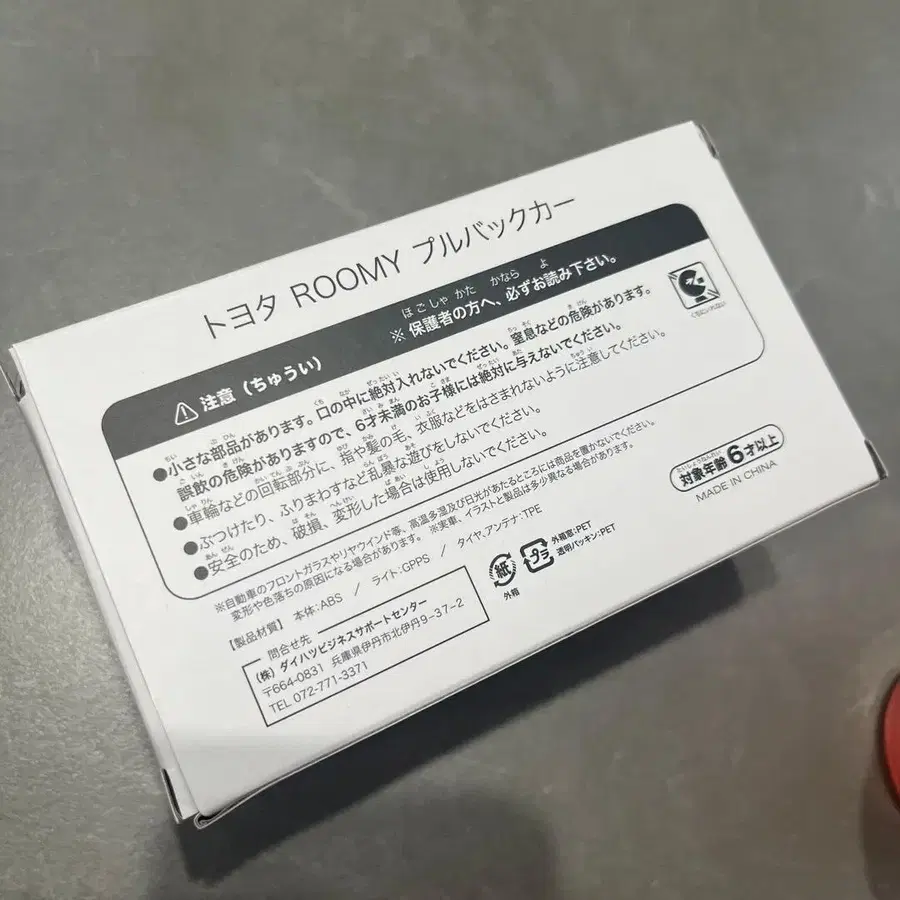 トヨタ ROOMY プルバックカー
注意(ちゅうい)
※保護者の方へ、必ずお読み下さい。
●小さな部品があります。口の中に絶対入れないでください。窒息などの危険があります。
誤飲の危険がありますので、6才未満のお子様には絶対に与えないでください。
●車輪などの回転部分に、指や髪の毛、衣服などをはさまれないように注意してください。
●ぶつけたり、ふりまわすなど乱暴な遊びをしないでください。
●安全のため、破損、変形した場合は使用しないでください。
くちにいれない
※自動車のフロントガラスやリヤウインド等、高温多湿及び日光があたるところには商品を置かないでください。
変形や色落ちの原因になる場合があります。 ※実車、イラストと製品は多少異なる場合があります。
たいしょうねんれい
対象年齢6才以上
MADE IN CHINA
【製品材質】 本体:ABS / ライト:GPPS / タイヤ,アンテナ:TPE
紙
外箱
プラ
外箱窓:PET
透明パッキン:PET
問合せ先
(株) ダイハツビジネスサポートセンター
〒664-0831 兵庫県伊丹市北伊丹9-37-2
TEL 072-771-3371